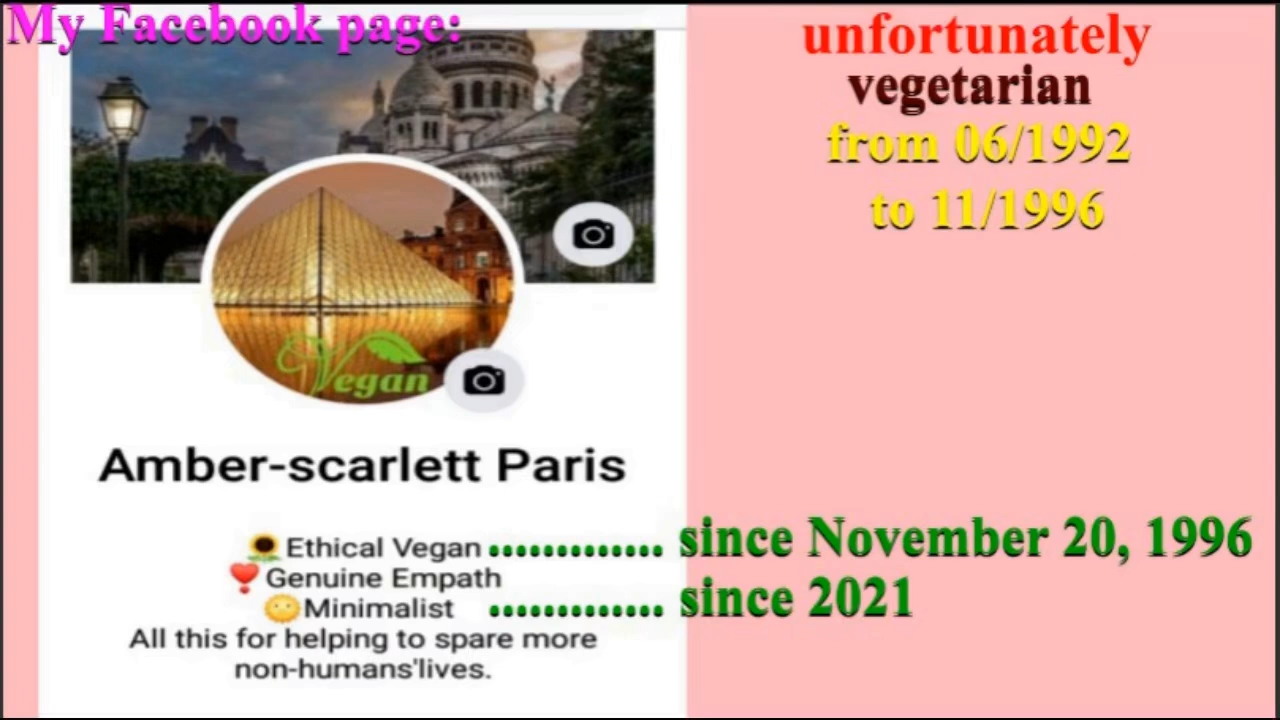 My Facebook page:
unfortunately
vegetarian
from 06/1992
to 11/1996
Vegan
Amber-scarlett Paris
Ethical Vegan ............. since November 20, 1996
Genuine Empath
Minimalist ............. since 2021
All this for helping to spare more
non-humans'lives.